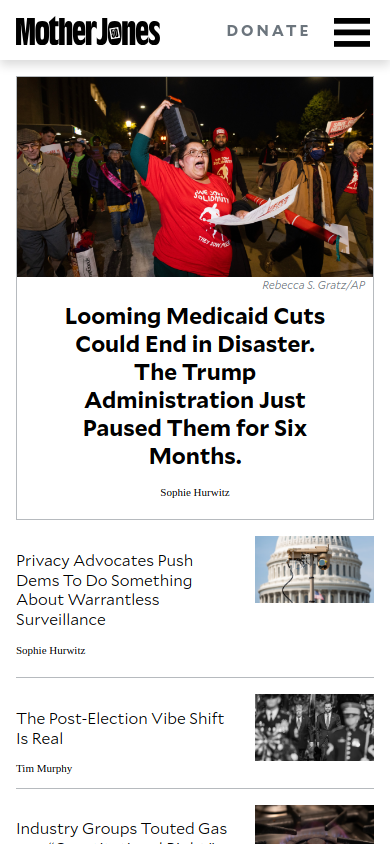 Mother Jones
DONATE
Rebecca S. Gratz/AP
Looming Medicaid Cuts
Could End in Disaster.
The Trump
Administration Just
Paused Them for Six
Months.
Sophie Hurwitz
Privacy Advocates Push
Dems To Do Something
About Warrantless
Surveillance
Sophie Hurwitz
The Post-Election Vibe Shift
Is Real
Tim Murphy
Industry Groups Touted Gas